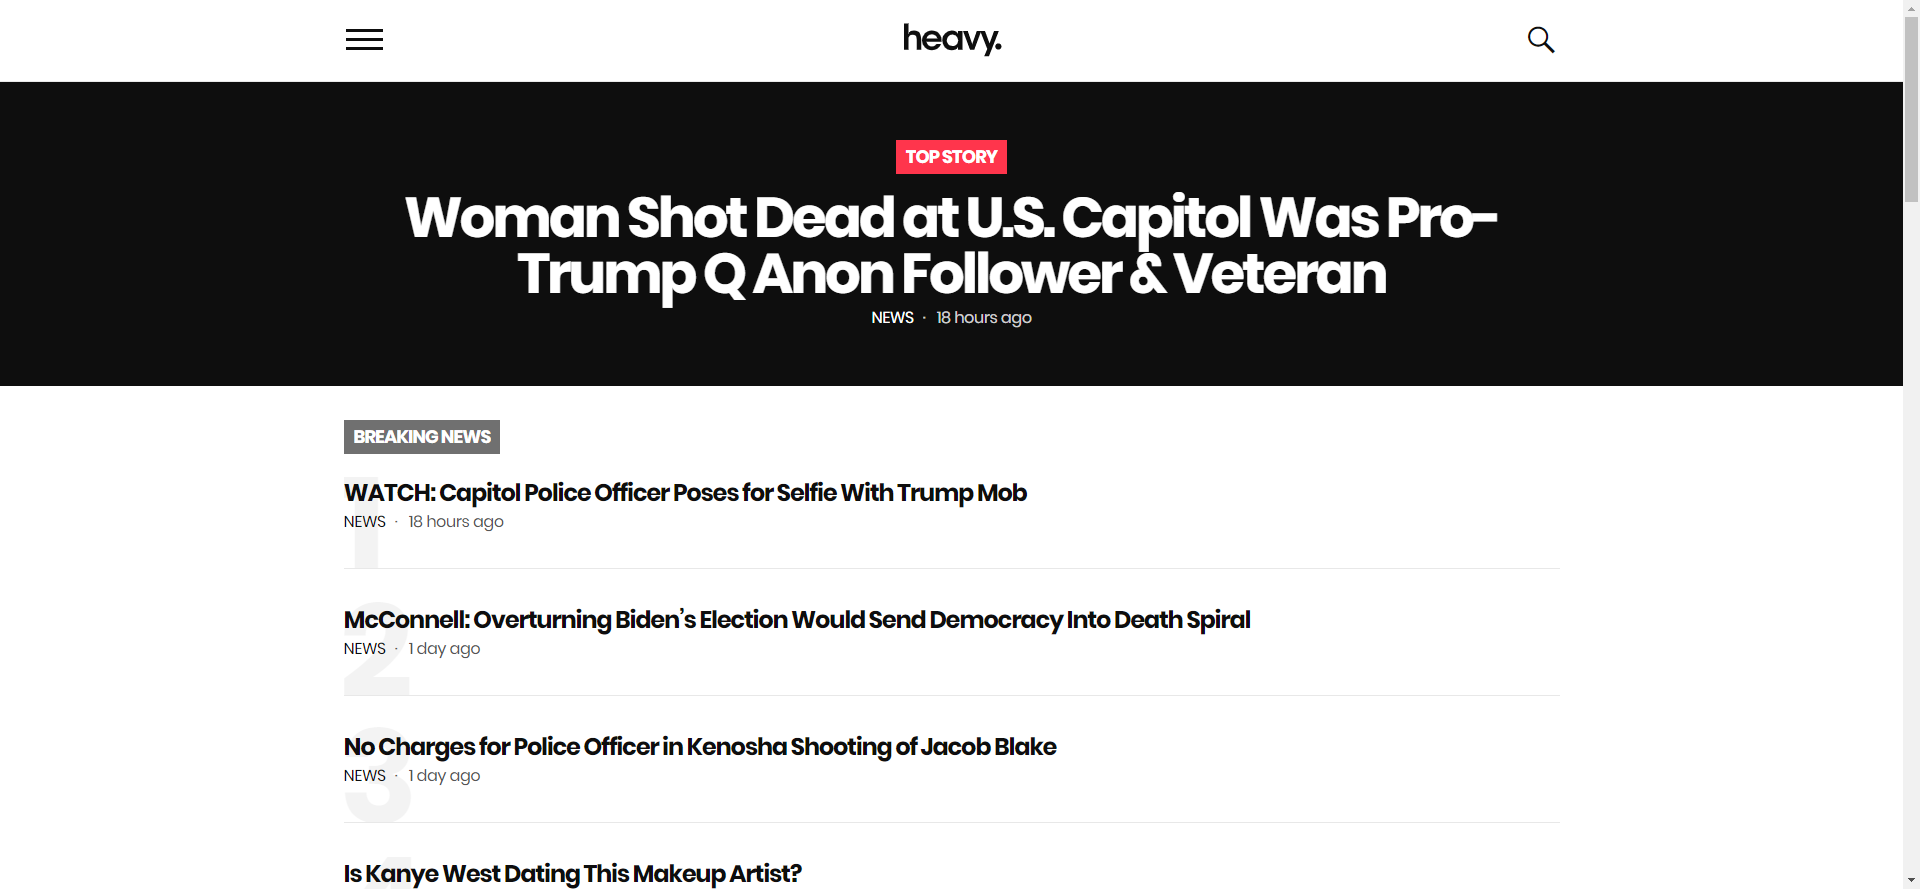 heavy.
TOP STORY
Woman Shot Dead at U.S. Capitol Was Pro-
Trump Q Anon Follower & Veteran
NEWS · 18 hours ago
BREAKING NEWS
1
WATCH: Capitol Police Officer Poses for Selfie With Trump Mob
NEWS · 18 hours ago
2
McConnell: Overturning Biden’s Election Would Send Democracy Into Death Spiral
NEWS · 1 day ago
3
No Charges for Police Officer in Kenosha Shooting of Jacob Blake
NEWS · 1 day ago
4
Is Kanye West Dating This Makeup Artist?